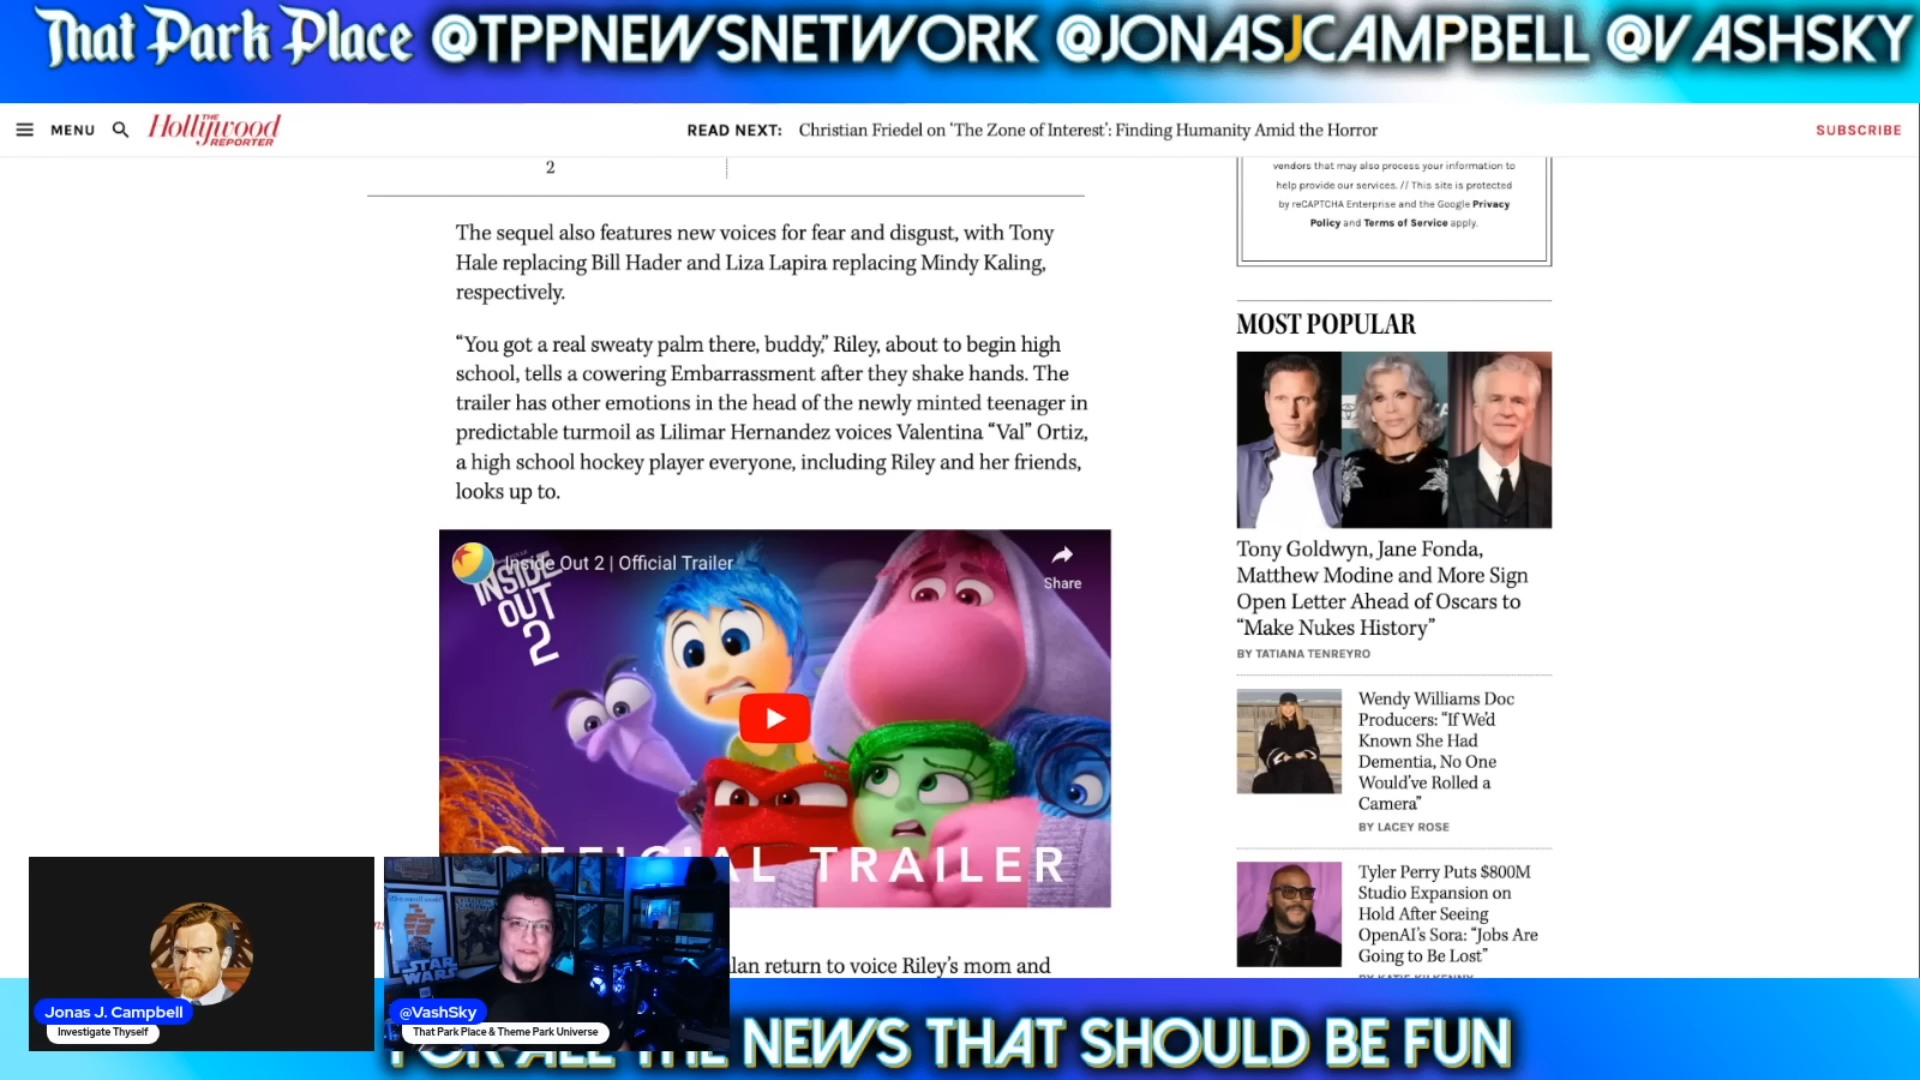 That Park Place @TPPNEWSNETWORK @JONASJCAMPBELL @VASHSKY
MENU
THE
Hollywood
REPORTER
READ NEXT: Christian Friedel on ‘The Zone of Interest’: Finding Humanity Amid the Horror
SUBSCRIBE
2
The sequel also features new voices for fear and disgust, with Tony
Hale replacing Bill Hader and Liza Lapira replacing Mindy Kaling,
respectively.
“You got a real sweaty palm there, buddy,” Riley, about to begin high
school, tells a cowering Embarrassment after they shake hands. The
trailer has other emotions in the head of the newly minted teenager in
predictable turmoil as Lilimar Hernandez voices Valentina “Val” Ortiz,
a high school hockey player everyone, including Riley and her friends,
looks up to.
Inside Out 2 | Official Trailer
Share
INSIDE
OUT
2
OFFICIAL TRAILER
lan return to voice Riley’s mom and
vendors that may also process your information to
help provide our services. // This site is protected
by reCAPTCHA Enterprise and the Google Privacy
Policy and Terms of Service apply.
MOST POPULAR
Tony Goldwyn, Jane Fonda,
Matthew Modine and More Sign
Open Letter Ahead of Oscars to
“Make Nukes History”
BY TATIANA TENREYRO
Wendy Williams Doc
Producers: “If We’d
Known She Had
Dementia, No One
Would’ve Rolled a
Camera”
BY LACEY ROSE
Tyler Perry Puts $800M
Studio Expansion on
Hold After Seeing
OpenAI’s Sora: “Jobs Are
Going to Be Lost”
BY KATIE KILKENNY
STAR
WARS
Jonas J. Campbell
Investigate Thyself
@VashSky
That Park Place & Theme Park Universe
FOR ALL THE NEWS THAT SHOULD BE FUN